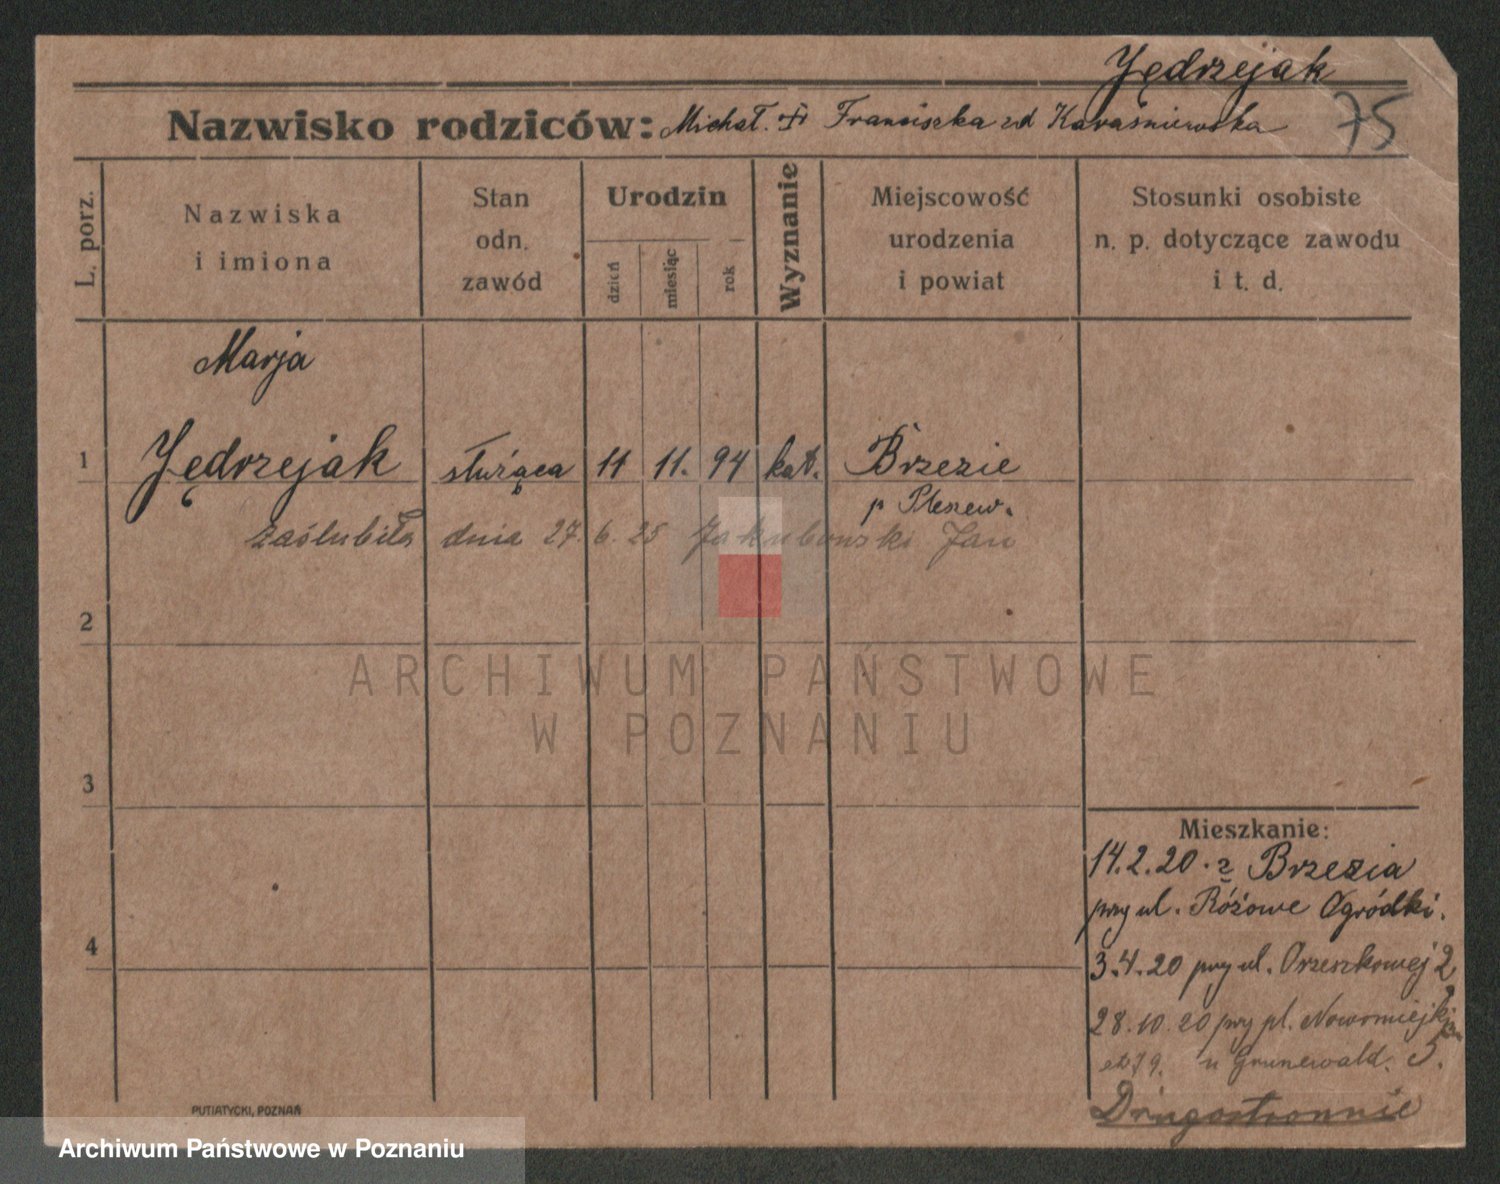 Jędrzejak
Nazwisko rodziców: Michał. Franciszka zd Karaśniewska
75
L. porz.
Nazwiska i imiona
Stan odn. zawód
Urodzin
dzień
miesiąc
rok
Wyznanie
Miejscowość urodzenia i powiat
Stosunki osobiste n. p. dotyczące zawodu i t. d.
Marja
1 Jędrzejak służąca 11 11. 94 kat. Brzezie
p Pleszew.
zaślubiła dnia 27. 6. 25 Jakubowski Jan
2
3
4
ARCHIWUM PAŃSTWOWE
W POZNANIU
Mieszkanie:
14.2.20. z Brzezia
przy ul. Różowe Ogródki.
3.4.20 przy ul. Orzeszkowej 2
28.10.20 przy pl. Nowomiejskim
u Grunewald. 5.
Drugostronnie
PUTIATYCKI, POZNAŃ
Archiwum Państwowe w Poznaniu